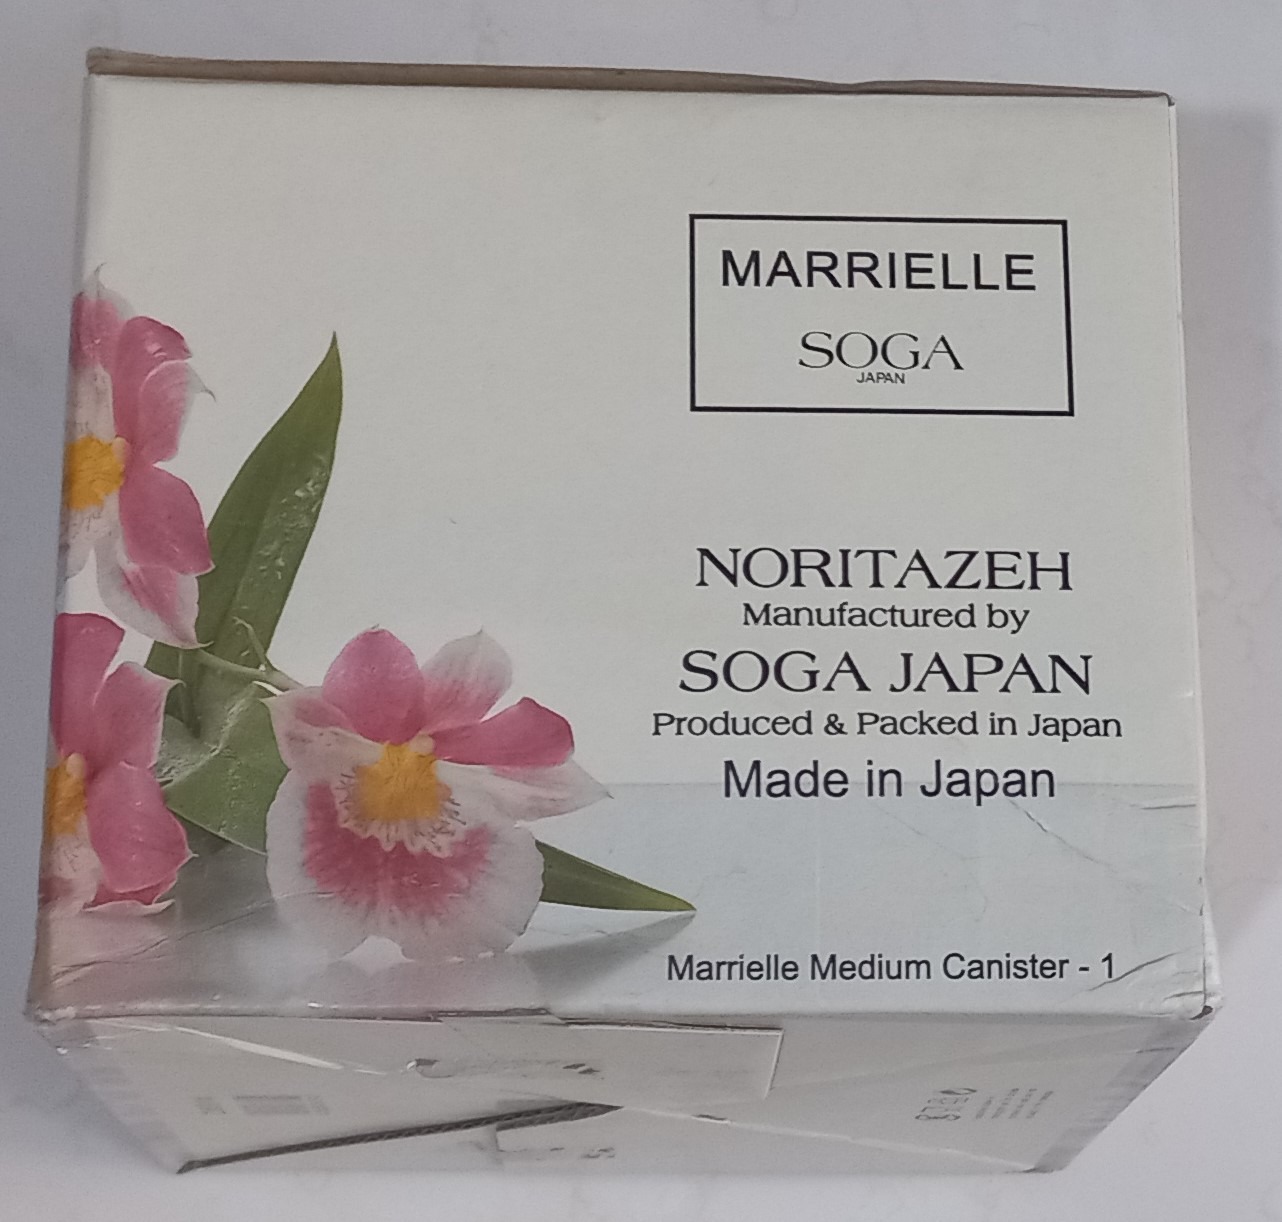 MARRIELLE
SOGA
JAPAN
NORITAZEH
Manufactured by
SOGA JAPAN
Produced & Packed in Japan
Made in Japan
Marrielle Medium Canister - 1